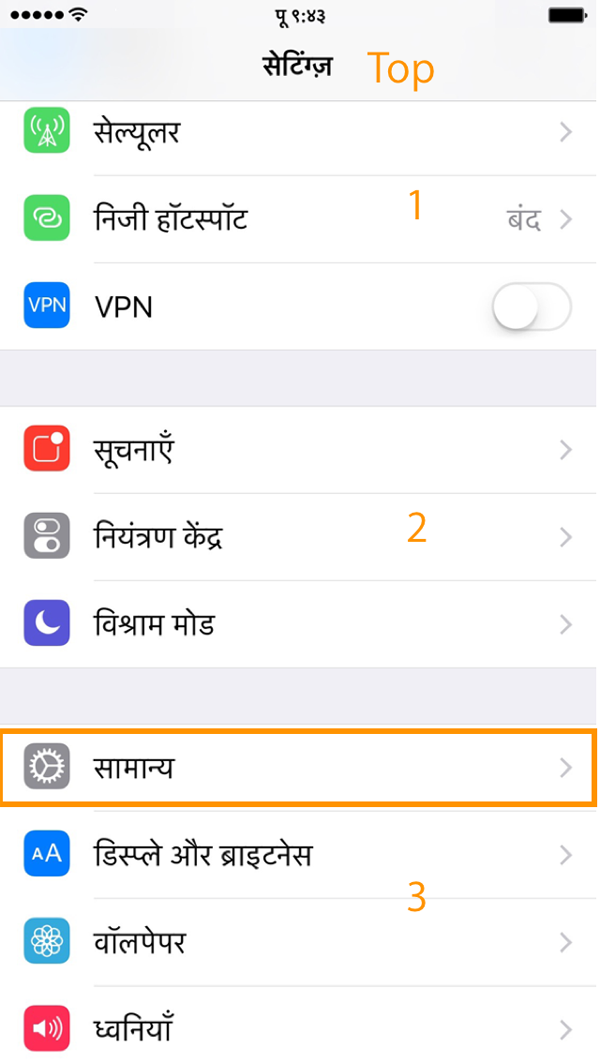 पू ९:४३
सेटिंग्ज़ Top
सेल्यूलर
निजी हॉटस्पॉट 1 बंद
VPN VPN
सूचनाएँ
नियंत्रण केंद्र 2
विश्राम मोड
सामान्य
AA डिस्प्ले और ब्राइटनेस
3
वॉलपेपर
ध्वनियाँ